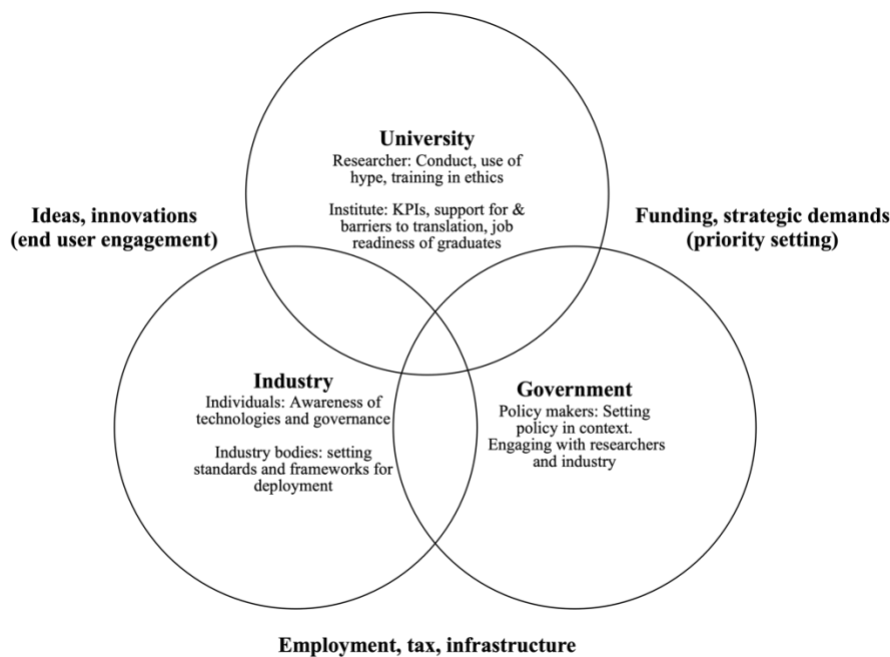 University
Researcher: Conduct, use of
hype, training in ethics
Institute: KPIs, support for &
barriers to translation, job
readiness of graduates
Ideas, innovations
(end user engagement)
Funding, strategic demands
(priority setting)
Industry
Individuals: Awareness of
technologies and governance
Industry bodies: setting
standards and frameworks for
deployment
Government
Policy makers: Setting
policy in context.
Engaging with researchers
and industry
Employment, tax, infrastructure